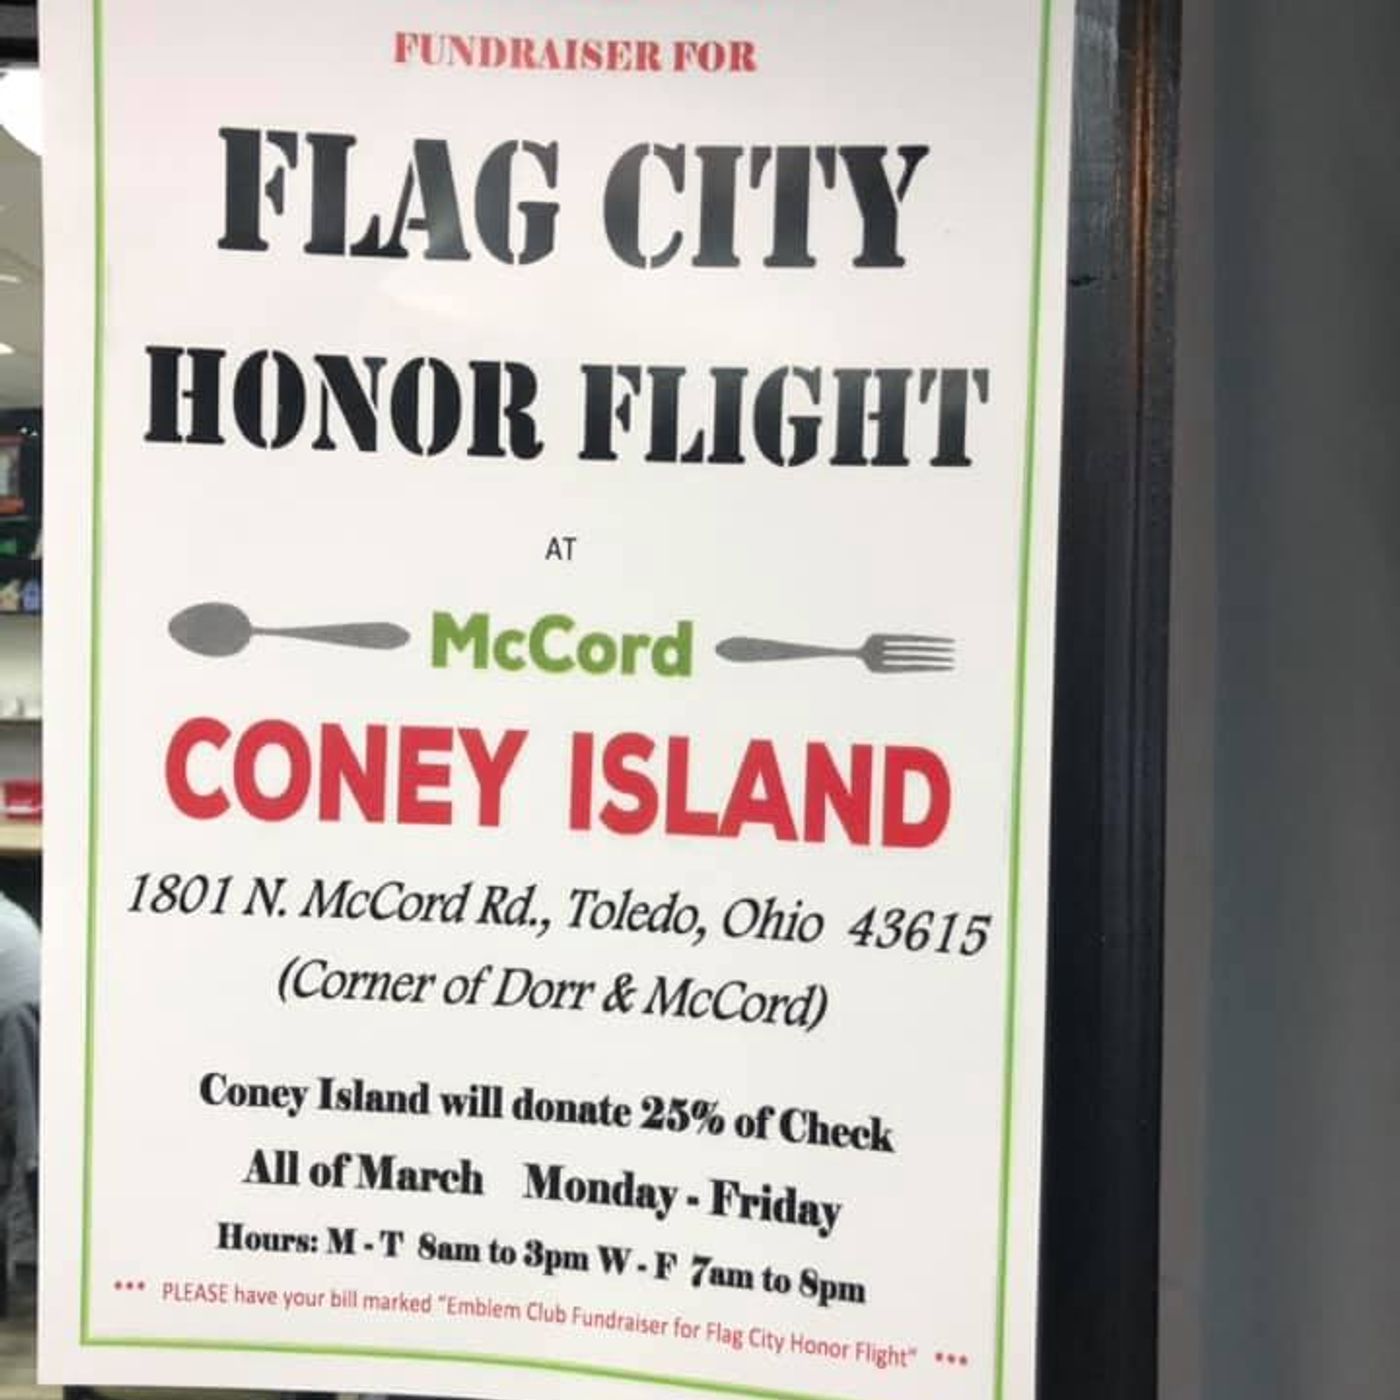 FUNDRAISER FOR
FLAG CITY
HONOR FLIGHT
AT
McCord
CONEY ISLAND
1801 N. McCord Rd., Toledo, Ohio 43615
(Corner of Dorr & McCord)
Coney Island will donate 25% of Check
All of March Monday - Friday
Hours: M - T 8am to 3pm W - F 7am to 8pm
*** PLEASE have your bill marked "Emblem Club Fundraiser for Flag City Honor Flight" ***